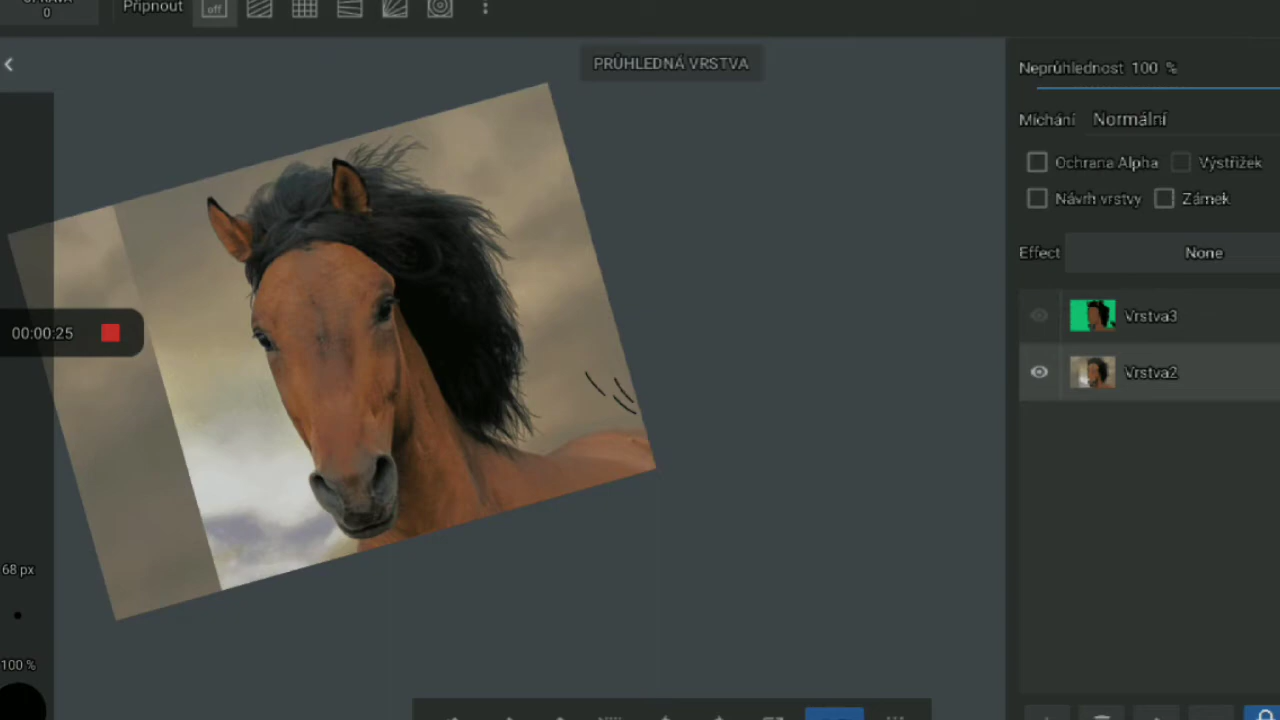 0
Připnout
off
PRŮHLEDNÁ VRSTVA
Neprůhlednost 100 %
Míchání Normální
Ochrana Alpha Výstřižek
Návrh vrstvy Zámek
Effect None
Vrstva3
00:00:25
Vrstva2
68 px
100 %